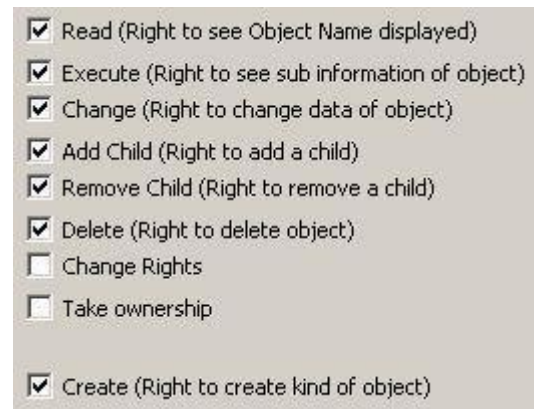 Read (Right to see Object Name displayed)
Execute (Right to see sub information of object)
Change (Right to change data of object)
Add Child (Right to add a child)
Remove Child (Right to remove a child)
Delete (Right to delete object)
Change Rights
Take ownership
Create (Right to create kind of object)